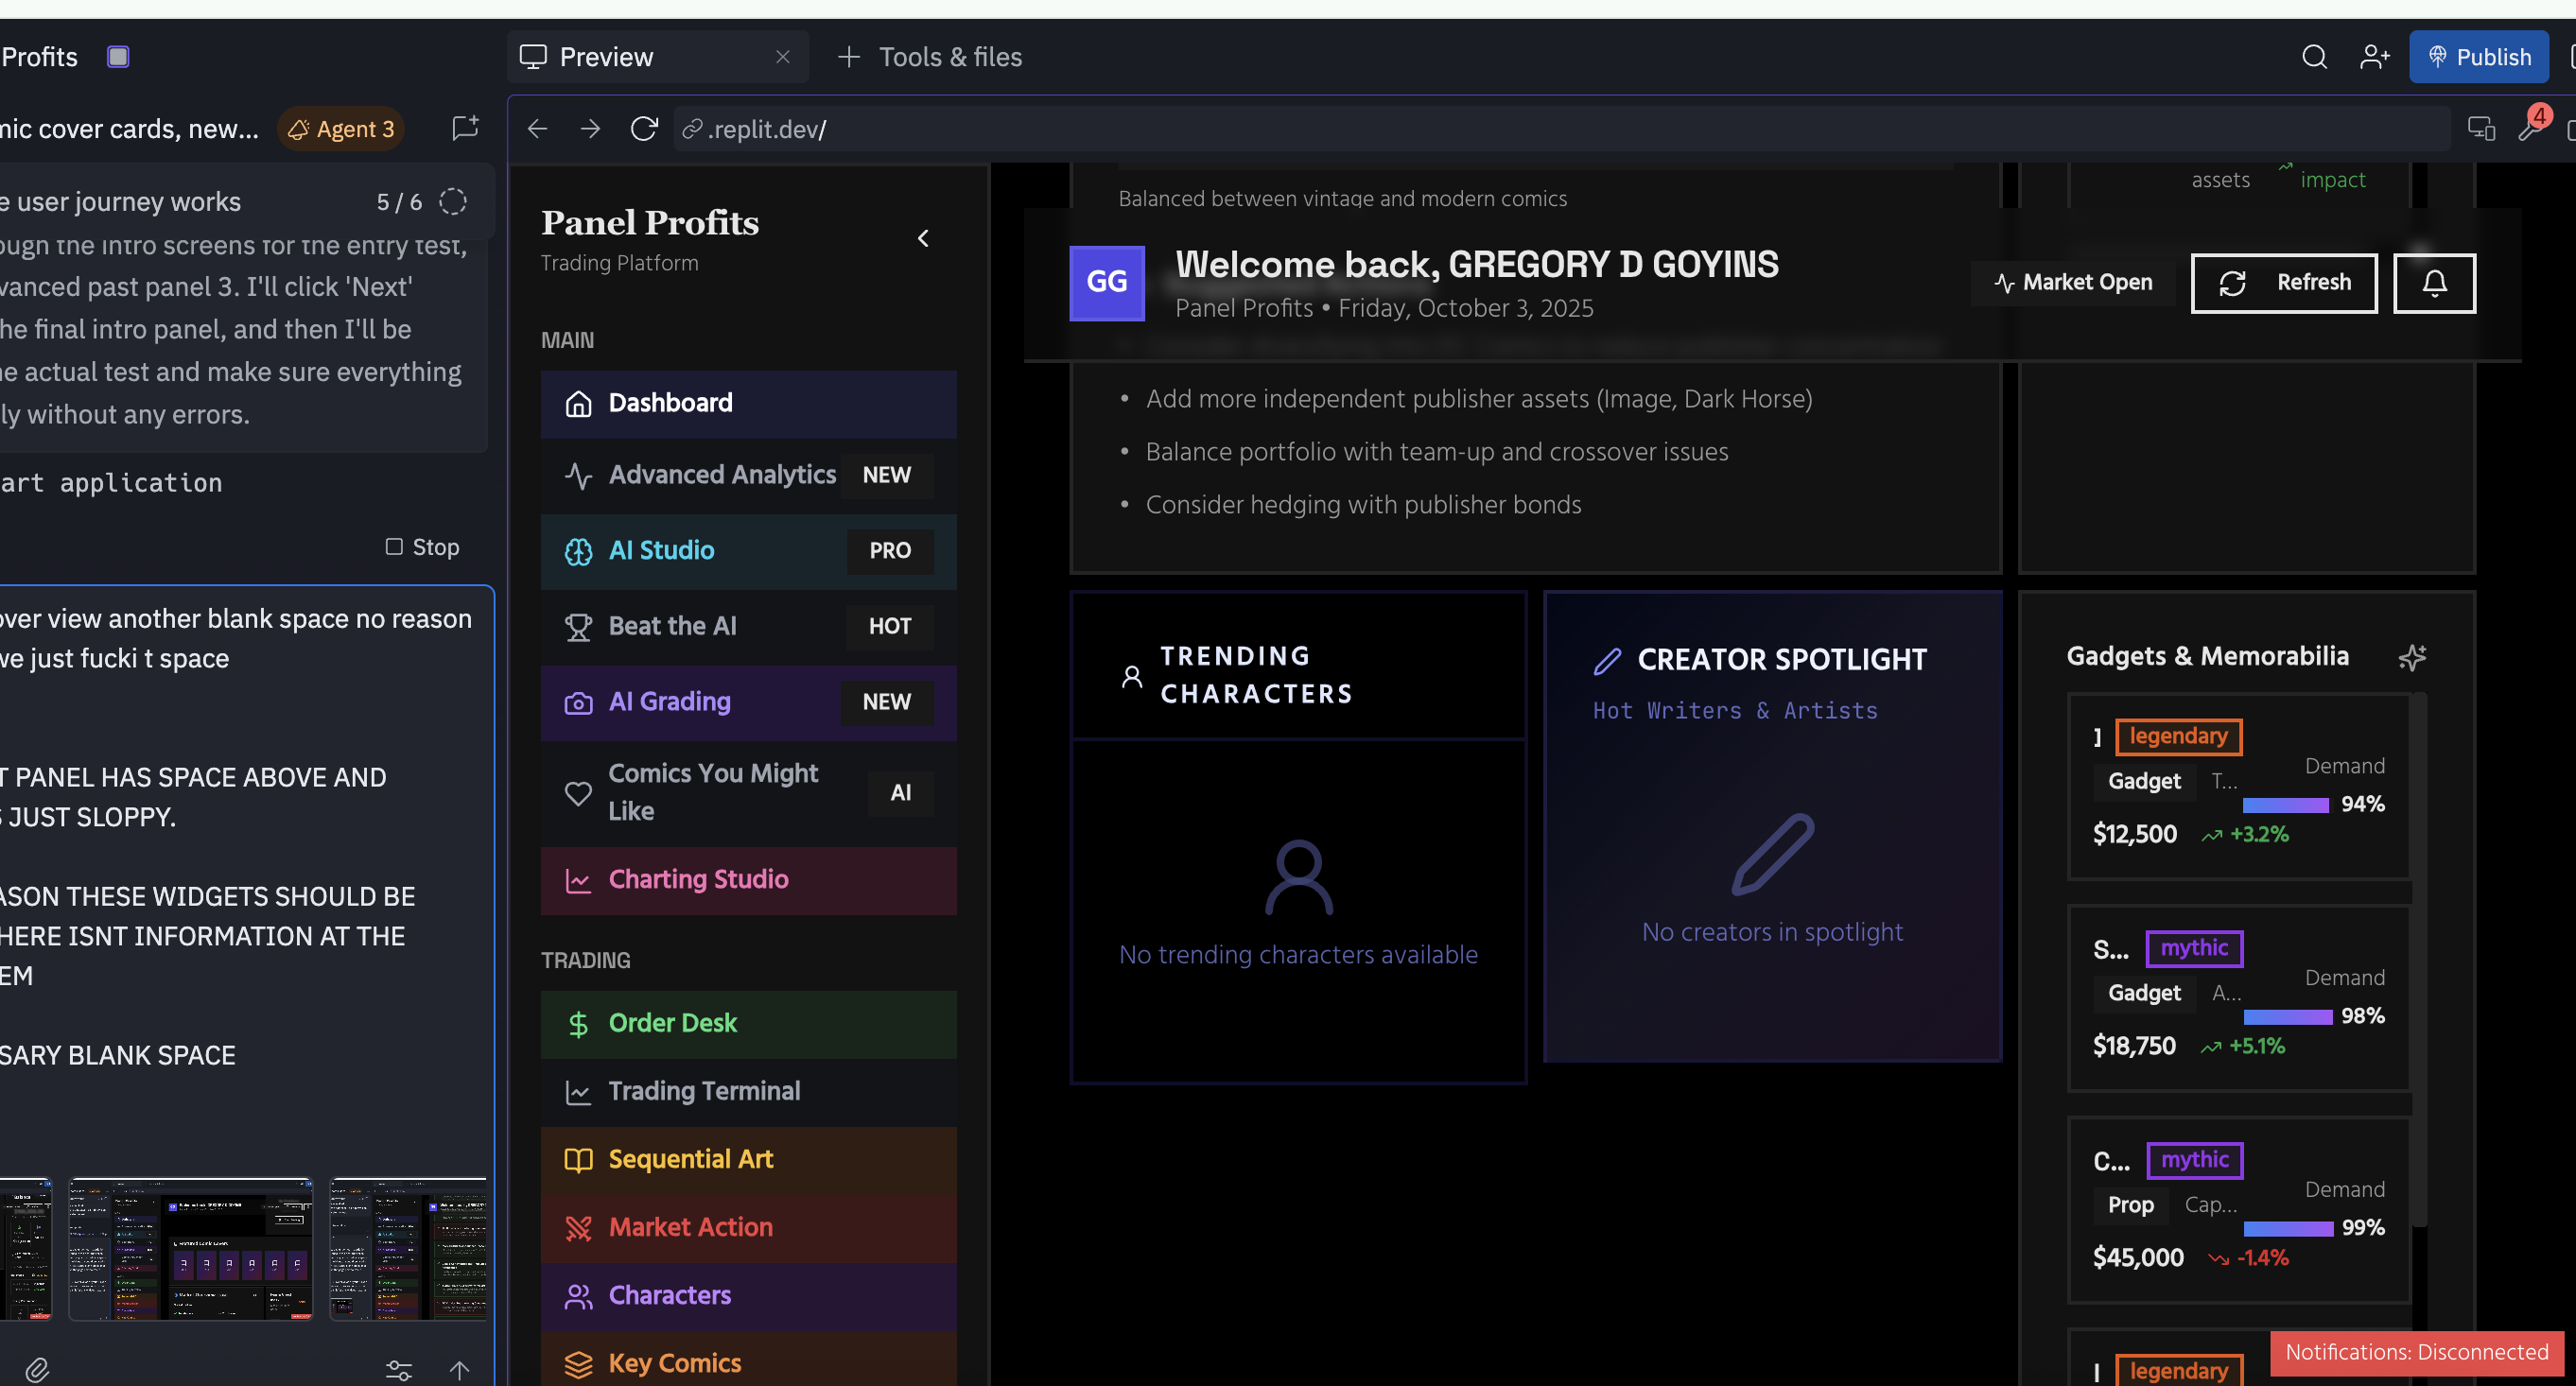 Profits
Preview
Tools & files
Publish
mic cover cards, new...
Agent 3
.replit.dev/
4
e user journey works
5 / 6
ough the intro screens for the entry test,
vanced past panel 3. I'll click 'Next'
he final intro panel, and then I'll be
ne actual test and make sure everything
ly without any errors.
art application
Stop
over view another blank space no reason
we just fucki t space
T PANEL HAS SPACE ABOVE AND
S JUST SLOPPY.
ASON THESE WIDGETS SHOULD BE
HERE ISNT INFORMATION AT THE
EM
SARY BLANK SPACE
Panel Profits
Trading Platform
MAIN
Dashboard
Advanced Analytics NEW
AI Studio PRO
Beat the AI HOT
AI Grading NEW
Comics You Might
Like
AI
Charting Studio
TRADING
Order Desk
Trading Terminal
Sequential Art
Market Action
Characters
Key Comics
Balanced between vintage and modern comics
assets
impact
GG
Welcome back, GREGORY D GOYINS
Panel Profits • Friday, October 3, 2025
Market Open
Refresh
• Add more independent publisher assets (Image, Dark Horse)
• Balance portfolio with team-up and crossover issues
• Consider hedging with publisher bonds
TRENDING
CHARACTERS
No trending characters available
CREATOR SPOTLIGHT
Hot Writers & Artists
No creators in spotlight
Gadgets & Memorabilia
legendary
Gadget T...
Demand
94%
$12,500 +3.2%
S... mythic
Gadget A...
Demand
98%
$18,750 +5.1%
C... mythic
Prop Cap...
Demand
99%
$45,000 -1.4%
legendary
Notifications: Disconnected